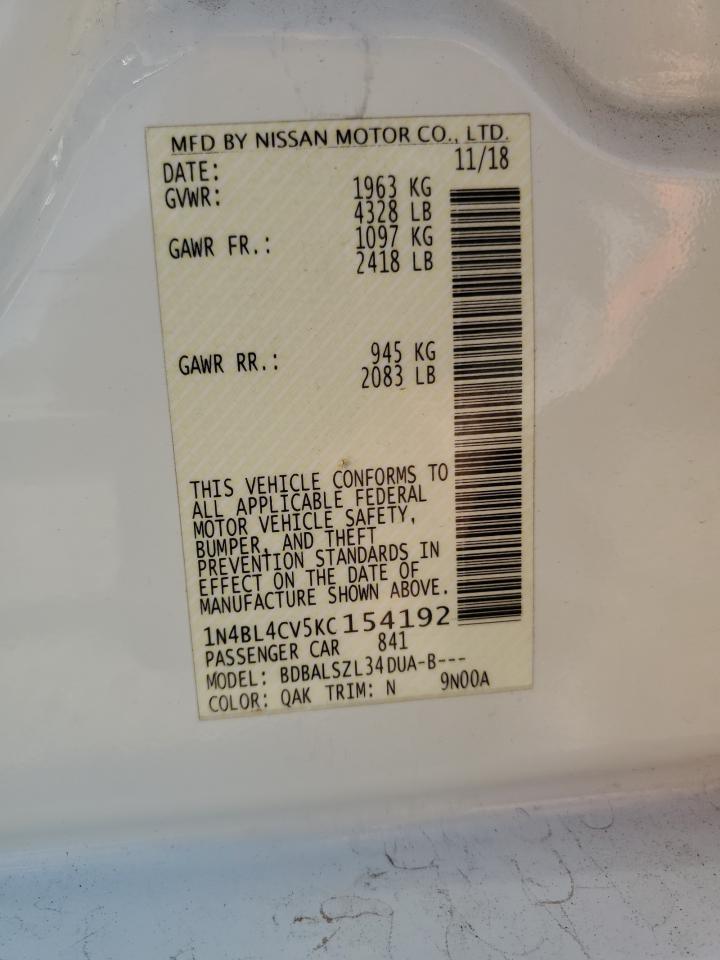 MFD BY NISSAN MOTOR CO., LTD.
DATE: 11/18
GVWR: 1963 KG
4328 LB
GAWR FR.: 1097 KG
2418 LB
GAWR RR.: 945 KG
2083 LB
THIS VEHICLE CONFORMS TO
ALL APPLICABLE FEDERAL
MOTOR VEHICLE SAFETY,
BUMPER, AND THEFT
PREVENTION STANDARDS IN
EFFECT ON THE DATE OF
MANUFACTURE SHOWN ABOVE.
1N4BL4CV5KC154192
PASSENGER CAR 841
MODEL: BDBALSZL34DUA-B---
COLOR: QAK TRIM: N 9N00A